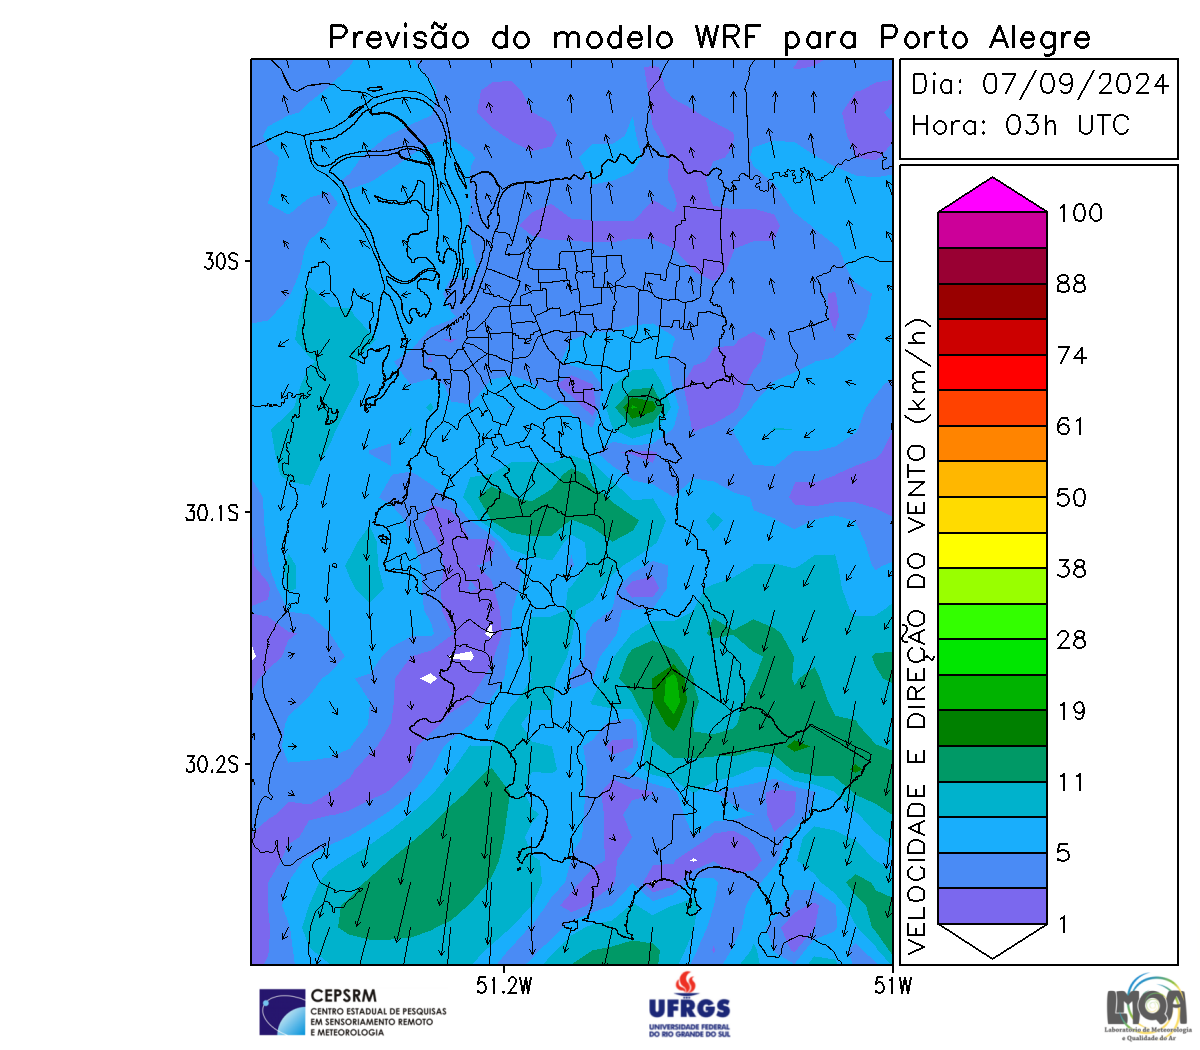 Previsão do modelo WRF para Porto Alegre
Dia: 07/09/2024
Hora: 03h UTC
30S
30.1S
30.2S
51.2W
51W
VELOCIDADE E DIREÇÃO DO VENTO (km/h)
100
88
74
61
50
38
28
19
11
5
1
CEPSRM
CENTRO ESTADUAL DE PESQUISAS
EM SENSORIAMENTO REMOTO
E METEOROLOGIA
UFRGS
UNIVERSIDADE FEDERAL
DO RIO GRANDE DO SUL
LMQA
Laboratório de Meteorologia
e Qualidade do Ar